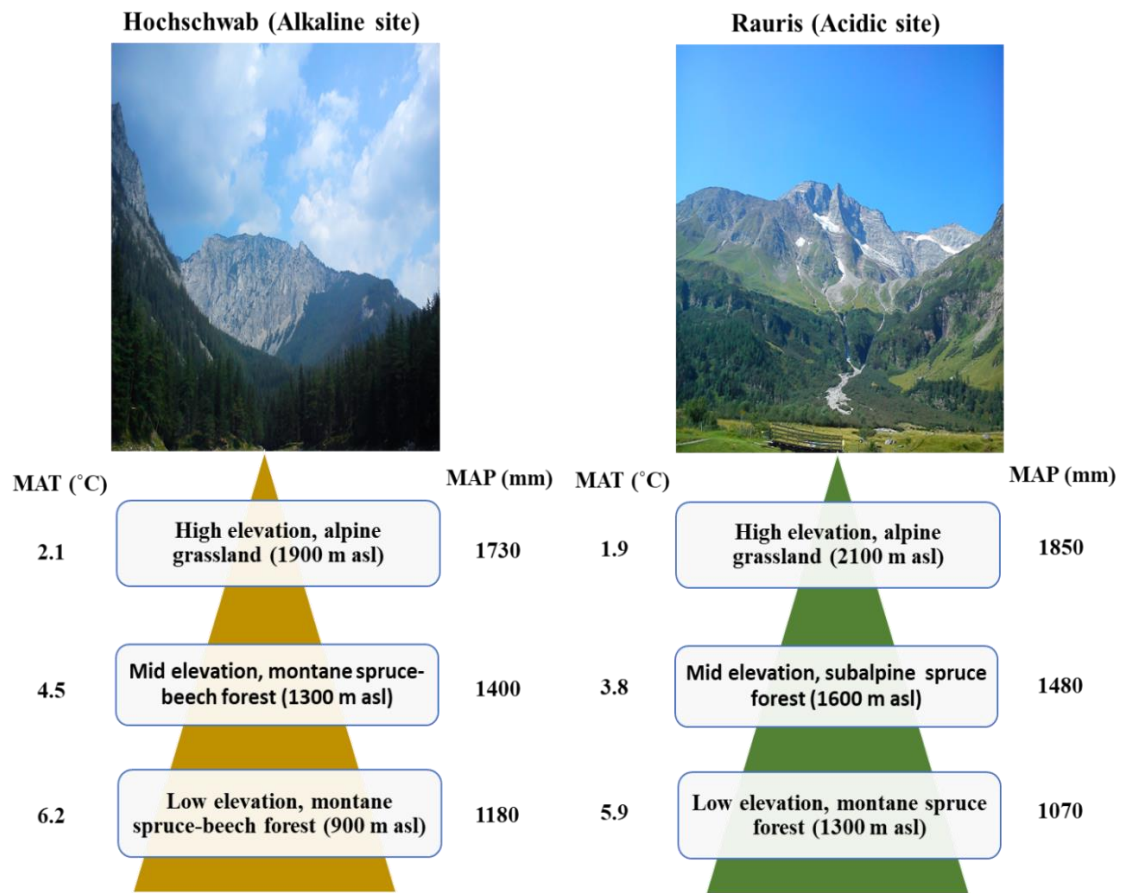 Hochschwab (Alkaline site)
MAT (˚C)
MAP (mm)
2.1
High elevation, alpine
grassland (1900 m asl)
1730
4.5
Mid elevation, montane spruce-
beech forest (1300 m asl)
1400
6.2
Low elevation, montane
spruce-beech forest (900 m asl)
1180
Rauris (Acidic site)
MAT (˚C)
MAP (mm)
1.9
High elevation, alpine
grassland (2100 m asl)
1850
3.8
Mid elevation, subalpine spruce
forest (1600 m asl)
1480
5.9
Low elevation, montane spruce
forest (1300 m asl)
1070